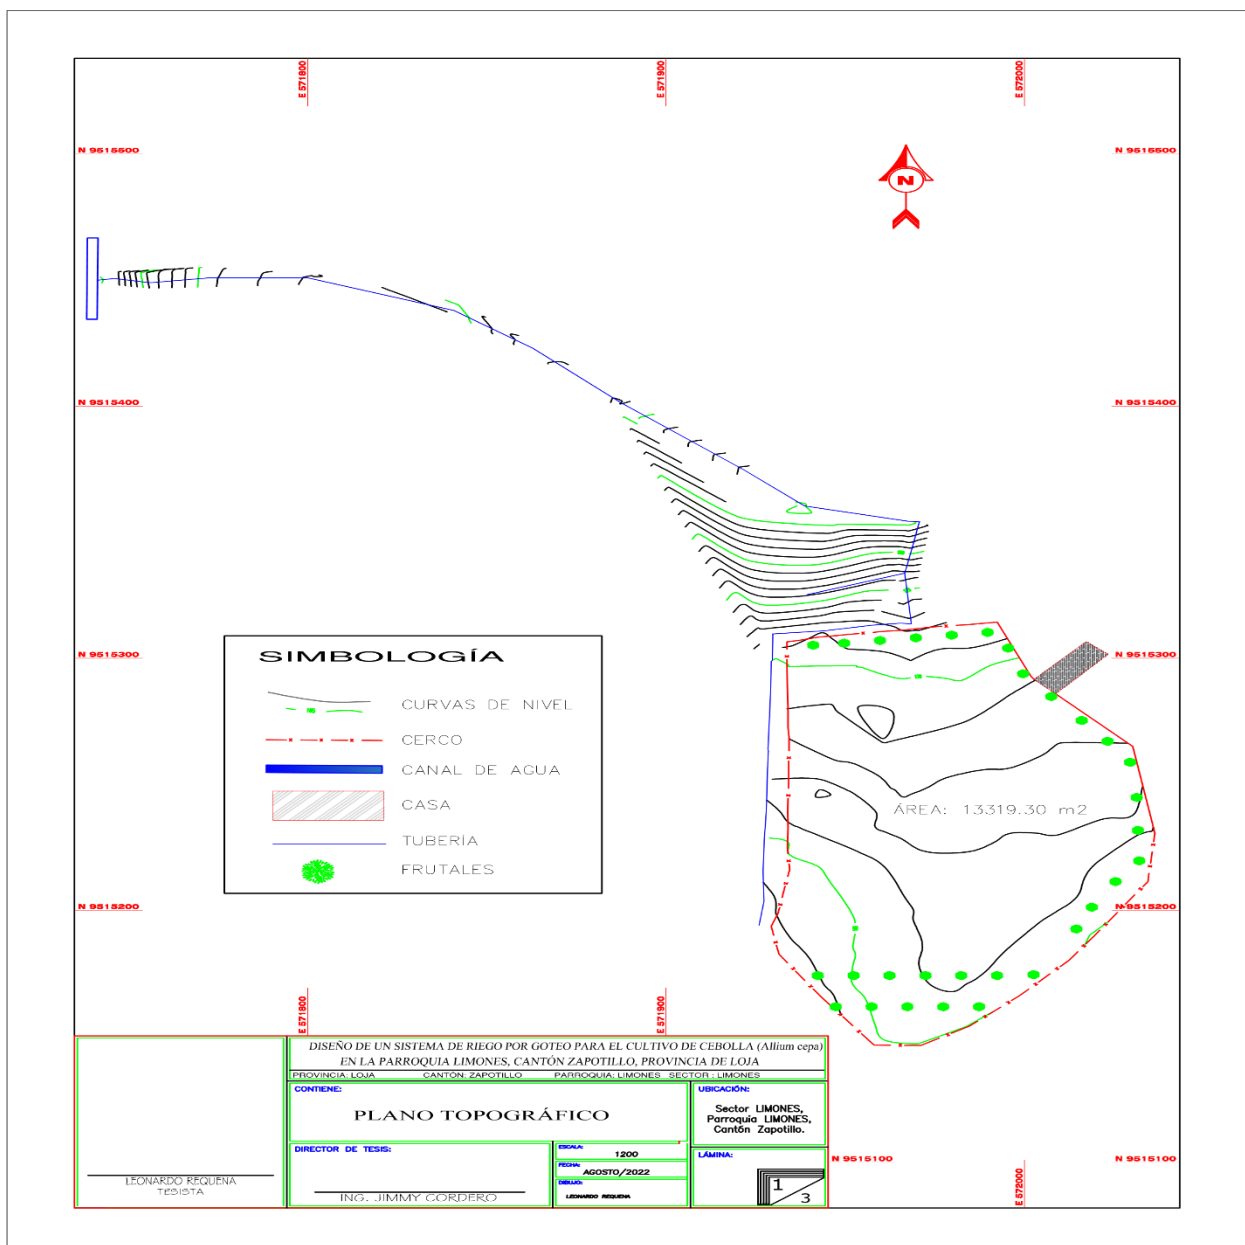 E 571800
E 571900
E 572000
N 9515500
N 9515500
N
N 9515400
N 9515400
SIMBOLOGÍA
CURVAS DE NIVEL
CERCO
CANAL DE AGUA
CASA
TUBERÍA
FRUTALES
N 9515300
N 9515300
ÁREA: 13319.30 m2
N 9515200
N 9515200
E 571800
E 571900
DISEÑO DE UN SISTEMA DE RIEGO POR GOTEO PARA EL CULTIVO DE CEBOLLA (Allium cepa)
EN LA PARROQUIA LIMONES, CANTÓN ZAPOTILLO, PROVINCIA DE LOJA
PROVINCIA: LOJA CANTÓN: ZAPOTILLO PARROQUIA: LIMONES SECTOR : LIMONES
CONTIENE:
PLANO TOPOGRÁFICO
UBICACIÓN:
Sector LIMONES,
Parroquia LIMONES,
Cantón Zapotillo.
DIRECTOR DE TESIS:
ING. JIMMY CORDERO
ESCALA:
1200
FECHA:
AGOSTO/2022
DIBUJO:
LEONARDO REQUENA
LÁMINA:
1
3
LEONARDO REQUENA
TESISTA
N 9515100
N 9515100
E 572000